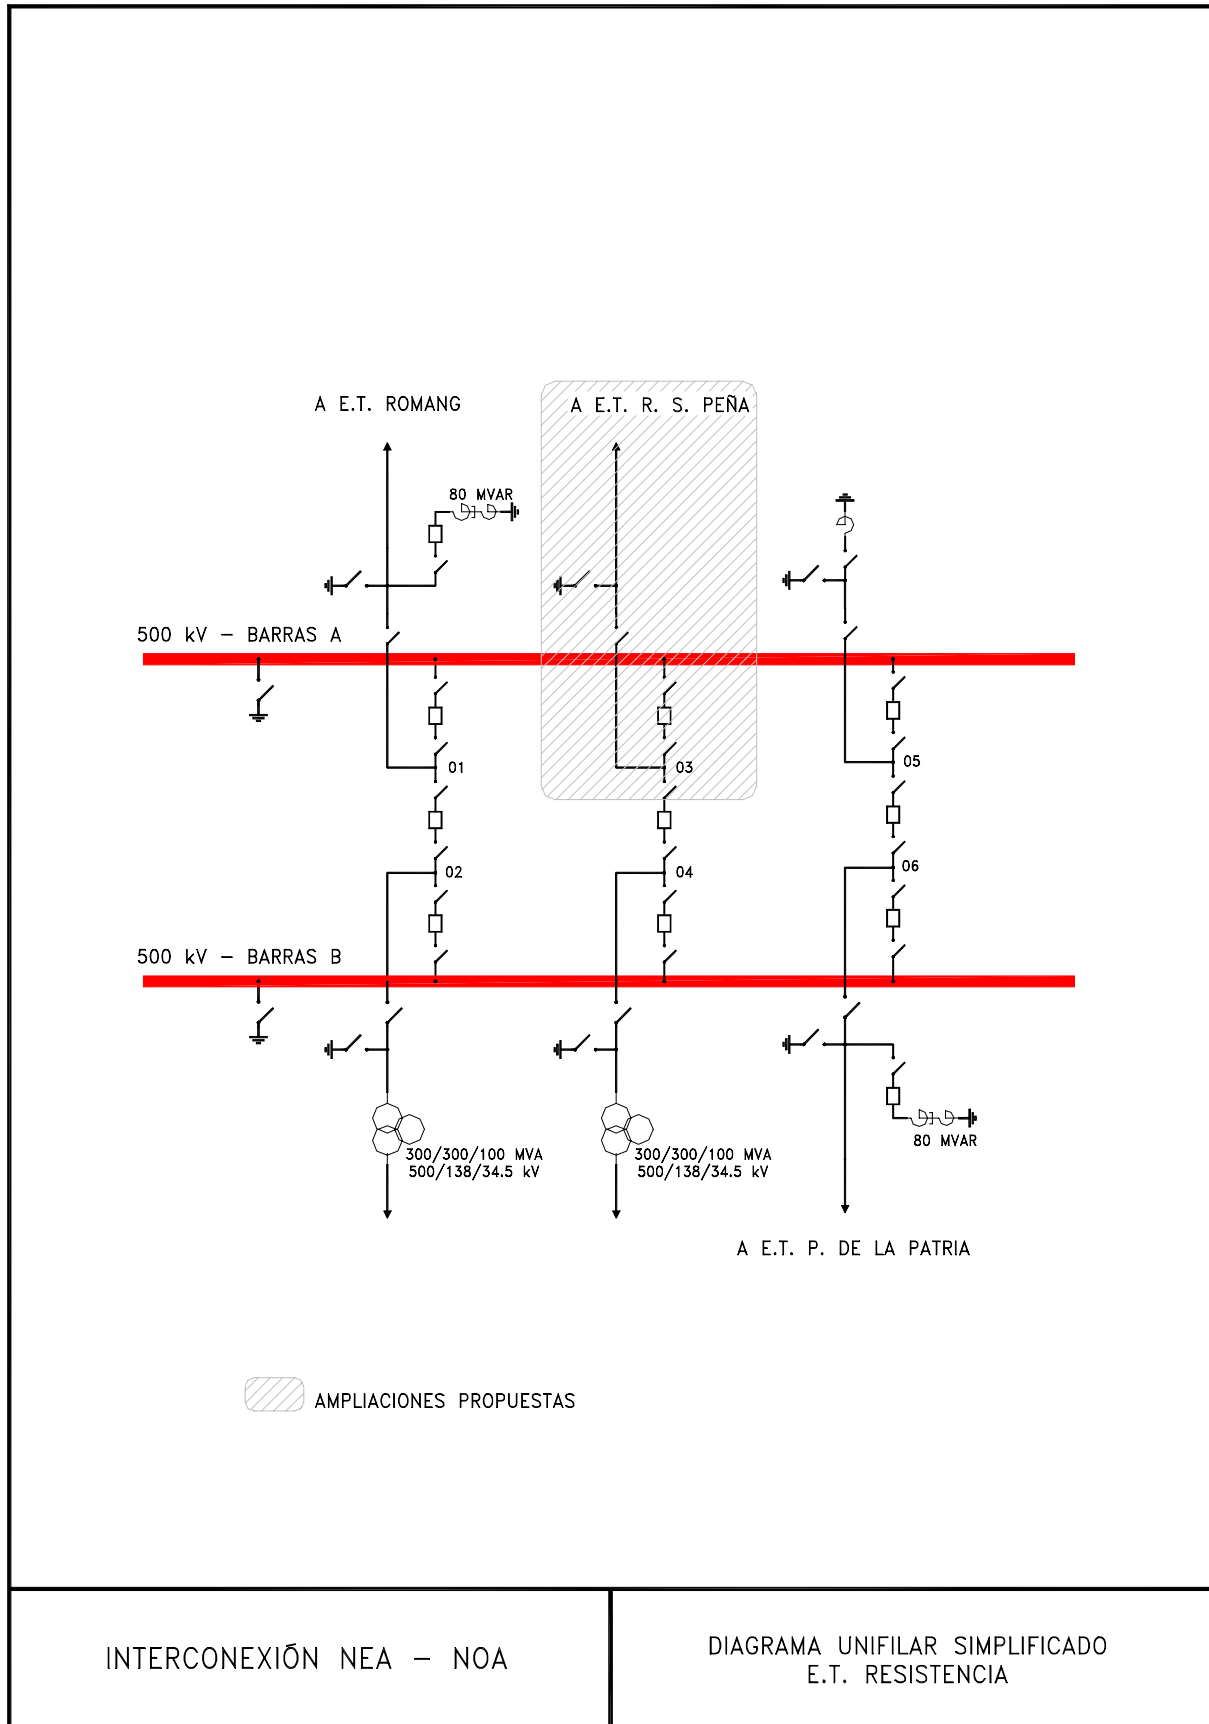 A E.T. ROMANG
A E.T. R. S. PEÑA
80 MVAR
500 kV – BARRAS A
01
03
05
02
04
06
500 kV – BARRAS B
80 MVAR
300/300/100 MVA
500/138/34.5 kV
300/300/100 MVA
500/138/34.5 kV
A E.T. P. DE LA PATRIA
AMPLIACIONES PROPUESTAS
INTERCONEXIÓN NEA – NOA
DIAGRAMA UNIFILAR SIMPLIFICADO
E.T. RESISTENCIA